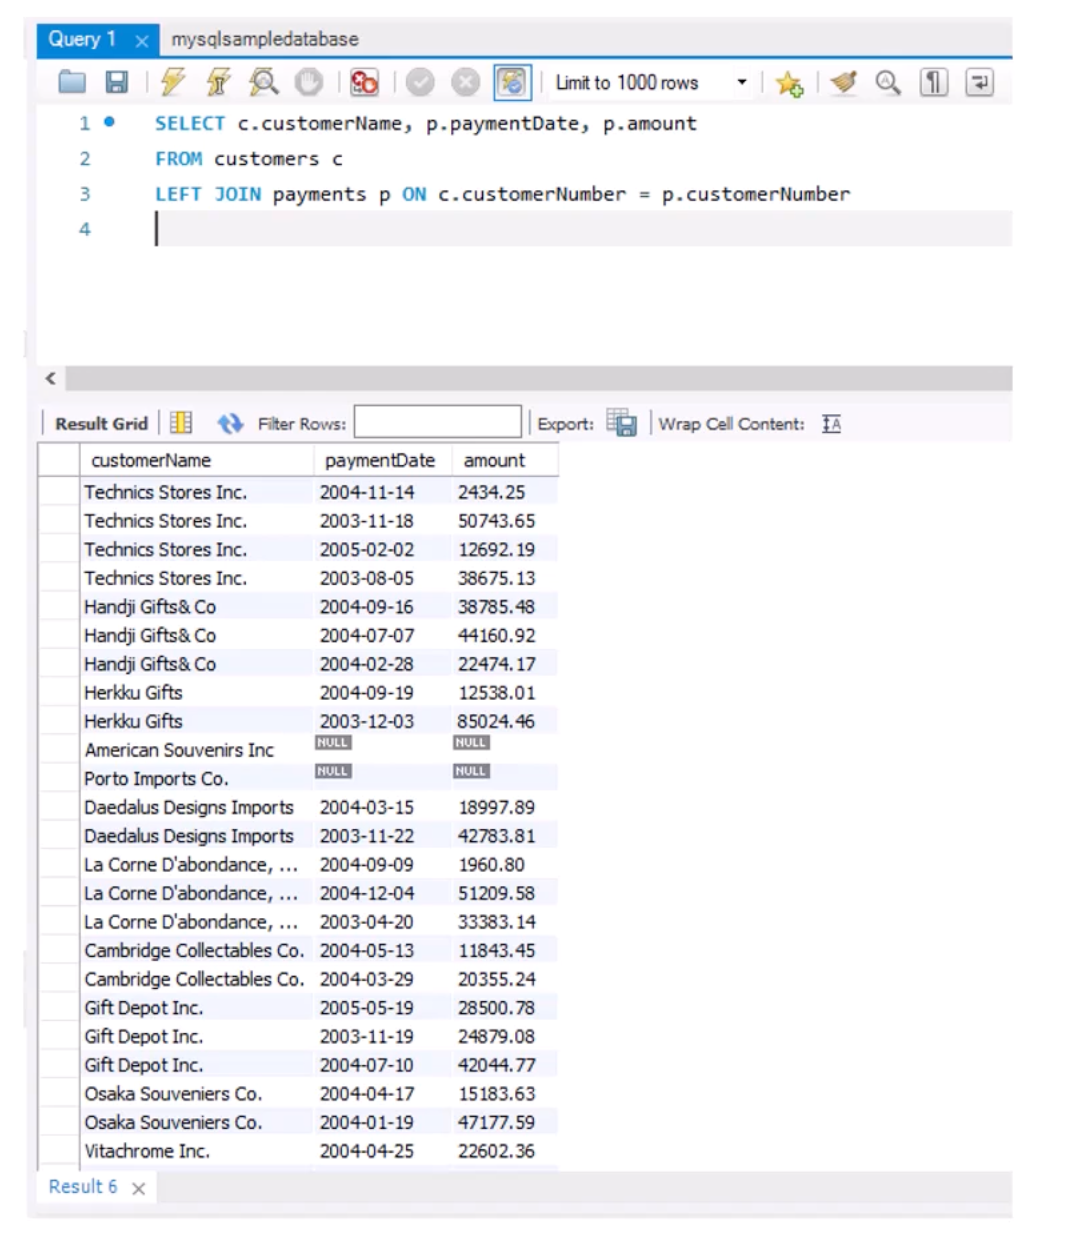 Query 1 mysqlsampledatabase
Limit to 1000 rows
1 SELECT c.customerName, p.paymentDate, p.amount
2 FROM customers c
3 LEFT JOIN payments p ON c.customerNumber = p.customerNumber
4
Result Grid Filter Rows: Export: Wrap Cell Content:
customerName paymentDate amount
Technics Stores Inc. 2004-11-14 2434.25
Technics Stores Inc. 2003-11-18 50743.65
Technics Stores Inc. 2005-02-02 12692.19
Technics Stores Inc. 2003-08-05 38675.13
Handji Gifts& Co 2004-09-16 38785.48
Handji Gifts& Co 2004-07-07 44160.92
Handji Gifts& Co 2004-02-28 22474.17
Herkku Gifts 2004-09-19 12538.01
Herkku Gifts 2003-12-03 85024.46
American Souvenirs Inc NULL NULL
Porto Imports Co. NULL NULL
Daedalus Designs Imports 2004-03-15 18997.89
Daedalus Designs Imports 2003-11-22 42783.81
La Corne D'abondance, ... 2004-09-09 1960.80
La Corne D'abondance, ... 2004-12-04 51209.58
La Corne D'abondance, ... 2003-04-20 33383.14
Cambridge Collectables Co. 2004-05-13 11843.45
Cambridge Collectables Co. 2004-03-29 20355.24
Gift Depot Inc. 2005-05-19 28500.78
Gift Depot Inc. 2003-11-19 24879.08
Gift Depot Inc. 2004-07-10 42044.77
Osaka Souveniers Co. 2004-04-17 15183.63
Osaka Souveniers Co. 2004-01-19 47177.59
Vitachrome Inc. 2004-04-25 22602.36
Result 6